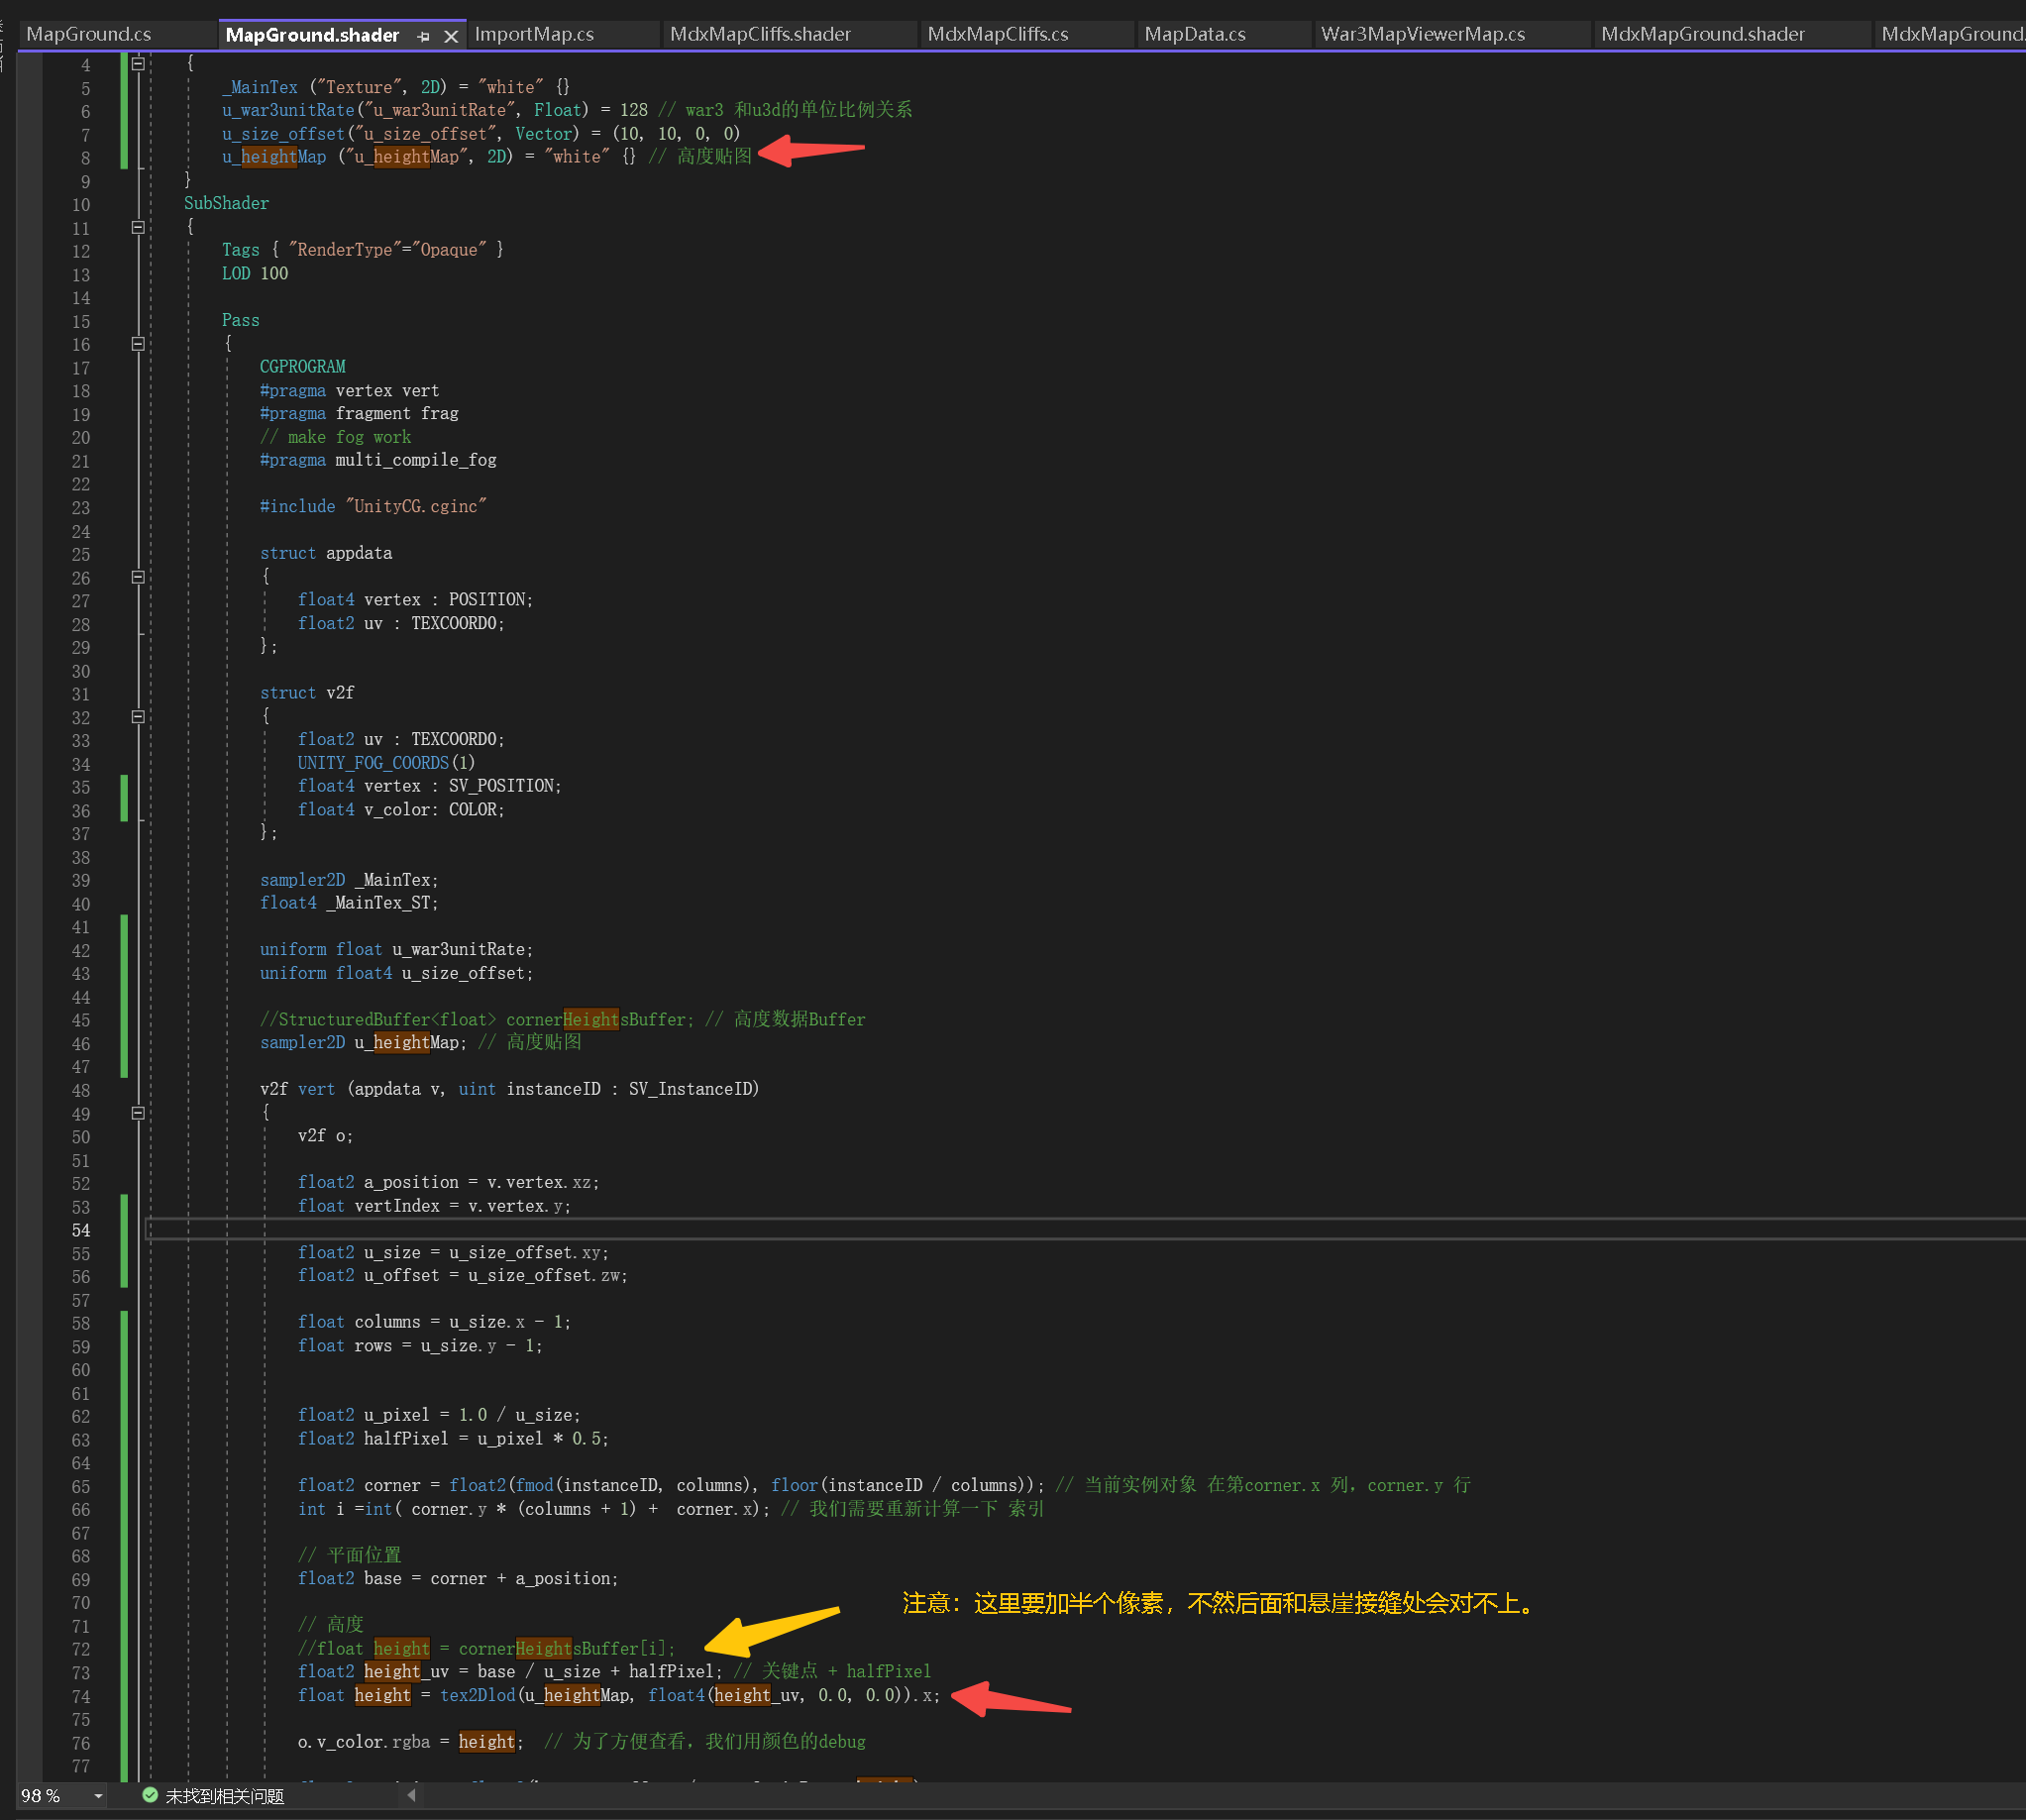 MapGround.cs MapGround.shader ImportMap.cs MdxMapCliffs.shader MdxMapCliffs.cs MapData.cs War3MapViewerMap.cs MdxMapGround.shader MdxMapGround.
4 {
5 _MainTex ("Texture", 2D) = "white" {}
6 u_war3unitRate("u_war3unitRate", Float) = 128 // war3 和u3d的单位比例关系
7 u_size_offset("u_size_offset", Vector) = (10, 10, 0, 0)
8 u_heightMap ("u_heightMap", 2D) = "white" {} // 高度贴图
9 }
10 SubShader
11 {
12 Tags { "RenderType"="Opaque" }
13 LOD 100
14
15 Pass
16 {
17 CGPROGRAM
18 #pragma vertex vert
19 #pragma fragment frag
20 // make fog work
21 #pragma multi_compile_fog
22
23 #include "UnityCG.cginc"
24
25 struct appdata
26 {
27 float4 vertex : POSITION;
28 float2 uv : TEXCOORD0;
29 };
30
31 struct v2f
32 {
33 float2 uv : TEXCOORD0;
34 UNITY_FOG_COORDS(1)
35 float4 vertex : SV_POSITION;
36 float4 v_color: COLOR;
37 };
38
39 sampler2D _MainTex;
40 float4 _MainTex_ST;
41
42 uniform float u_war3unitRate;
43 uniform float4 u_size_offset;
44
45 //StructuredBuffer<float> cornerHeightsBuffer; // 高度数据Buffer
46 sampler2D u_heightMap; // 高度贴图
47
48 v2f vert (appdata v, uint instanceID : SV_InstanceID)
49 {
50 v2f o;
51
52 float2 a_position = v.vertex.xz;
53 float vertIndex = v.vertex.y;
54
55 float2 u_size = u_size_offset.xy;
56 float2 u_offset = u_size_offset.zw;
57
58 float columns = u_size.x - 1;
59 float rows = u_size.y - 1;
60
61
62 float2 u_pixel = 1.0 / u_size;
63 float2 halfPixel = u_pixel * 0.5;
64
65 float2 corner = float2(fmod(instanceID, columns), floor(instanceID / columns)); // 当前实例对象 在第corner.x 列，corner.y 行
66 int i =int( corner.y * (columns + 1) + corner.x); // 我们需要重新计算一下 索引
67
68 // 平面位置
69 float2 base = corner + a_position;
注意：这里要加半个像素，不然后面和悬崖接缝处会对不上。
70
71 // 高度
72 //float height = cornerHeightsBuffer[i];
73 float2 height_uv = base / u_size + halfPixel; // 关键点 + halfPixel
74 float height = tex2Dlod(u_heightMap, float4(height_uv, 0.0, 0.0)).x;
75
76 o.v_color.rgba = height; // 为了方便查看，我们用颜色的debug
77
98 % 未找到相关问题